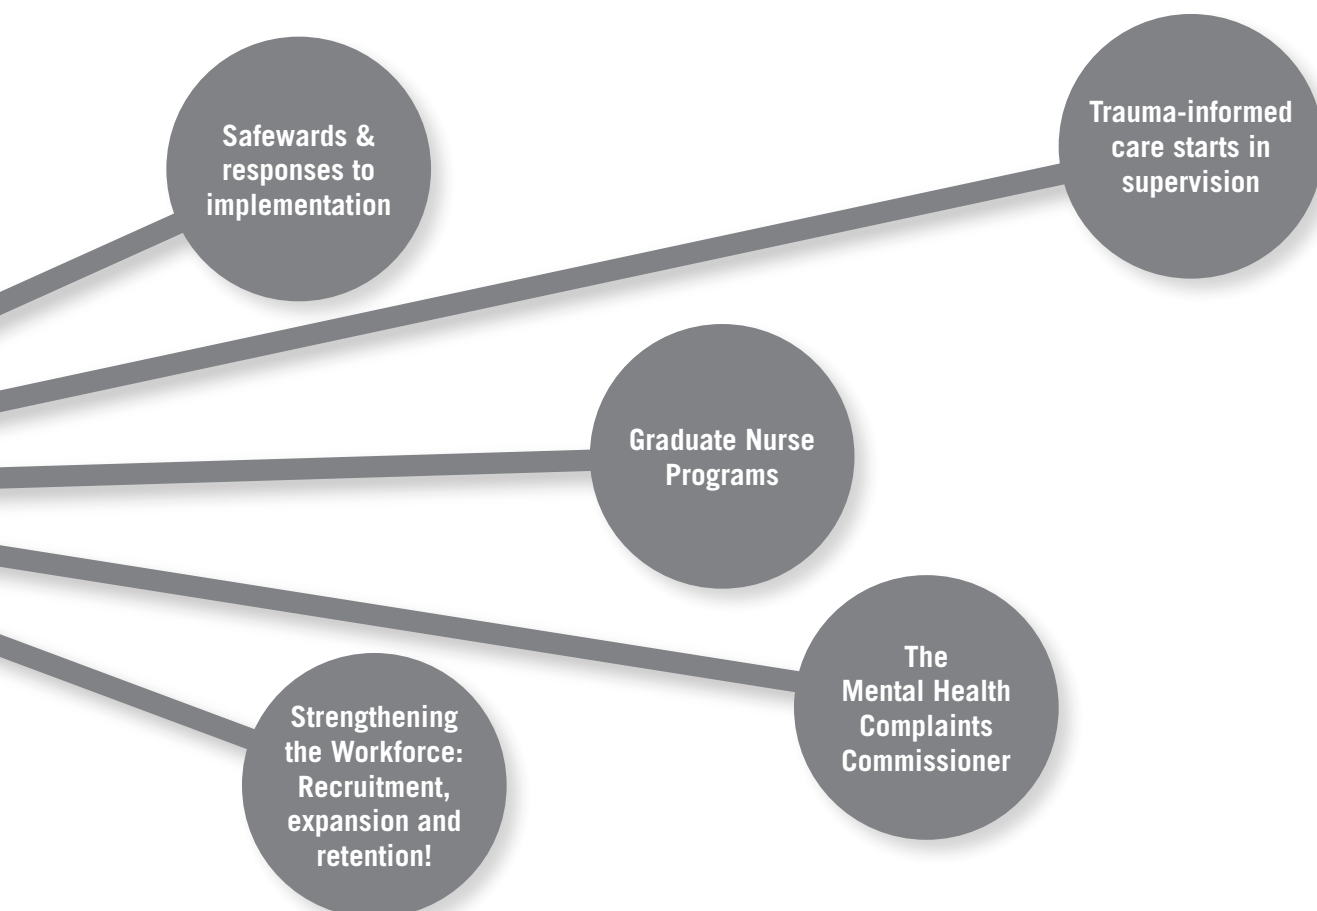 Safewards &
responses to
implementation
Trauma-informed
care starts in
supervision
Graduate Nurse
Programs
The
Mental Health
Complaints
Commissioner
Strengthening
the Workforce:
Recruitment,
expansion and
retention!